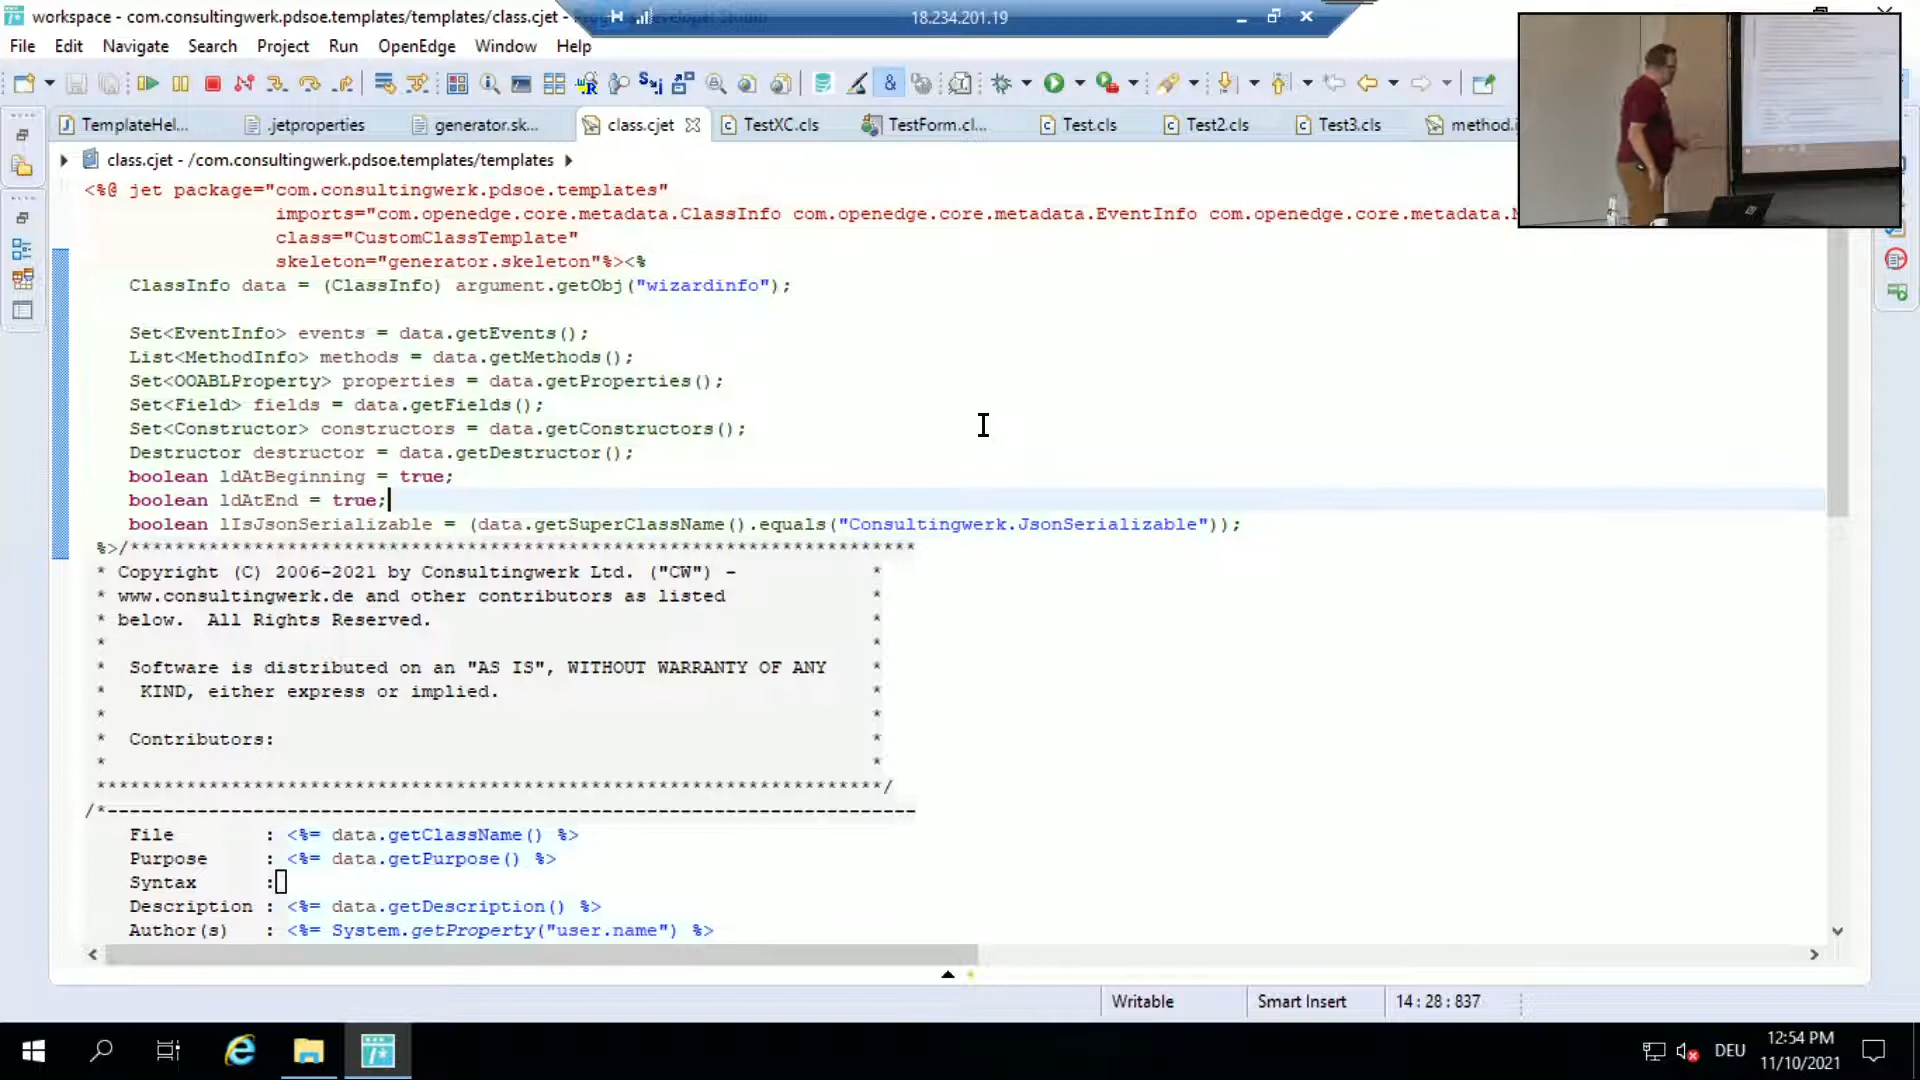 workspace - com.consultingwerk.pdsoe.templates/templates/class.cjet - Progress Developer Studio
18.234.201.19
File Edit Navigate Search Project Run OpenEdge Window Help
TemplateHel... .jetproperties generator.sk... class.cjet TestXC.cls TestForm.cl... Test.cls Test2.cls Test3.cls method.i
class.cjet - /com.consultingwerk.pdsoe.templates/templates
<%@ jet package="com.consultingwerk.pdsoe.templates"
imports="com.openedge.core.metadata.ClassInfo com.openedge.core.metadata.EventInfo com.openedge.core.metadata.
class="CustomClassTemplate"
skeleton="generator.skeleton"%><%
ClassInfo data = (ClassInfo) argument.getObj("wizardinfo");
Set<EventInfo> events = data.getEvents();
List<MethodInfo> methods = data.getMethods();
Set<OOABLProperty> properties = data.getProperties();
Set<Field> fields = data.getFields();
Set<Constructor> constructors = data.getConstructors();
Destructor destructor = data.getDestructor();
boolean ldAtBeginning = true;
boolean ldAtEnd = true;
boolean lIsJsonSerializable = (data.getSuperClassName().equals("Consultingwerk.JsonSerializable"));
%>/**********************************************************************
* Copyright (C) 2006-2021 by Consultingwerk Ltd. ("CW") - *
* www.consultingwerk.de and other contributors as listed *
* below. All Rights Reserved. *
* *
* Software is distributed on an "AS IS", WITHOUT WARRANTY OF ANY *
* KIND, either express or implied. *
* *
* Contributors: *
* *
**********************************************************************/
/*------------------------------------------------------------------------
File : <%= data.getClassName() %>
Purpose : <%= data.getPurpose() %>
Syntax :
Description : <%= data.getDescription() %>
Author(s) : <%= System.getProperty("user.name") %>
Writable Smart Insert 14 : 28 : 837
DEU 12:54 PM
11/10/2021